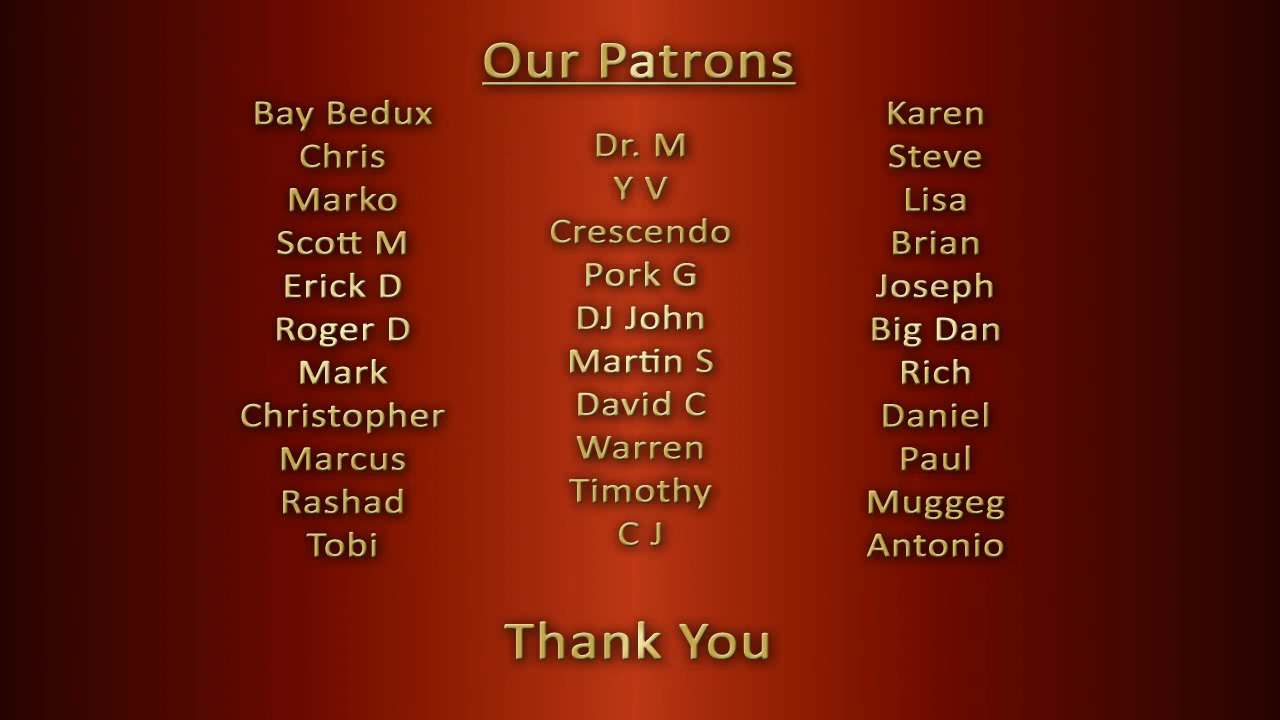 Our Patrons
Bay Bedux
Chris
Marko
Scott M
Erick D
Roger D
Mark
Christopher
Marcus
Rashad
Tobi
Dr. M
Y V
Crescendo
Pork G
DJ John
Martin S
David C
Warren
Timothy
C J
Karen
Steve
Lisa
Brian
Joseph
Big Dan
Rich
Daniel
Paul
Muggeg
Antonio
Thank You